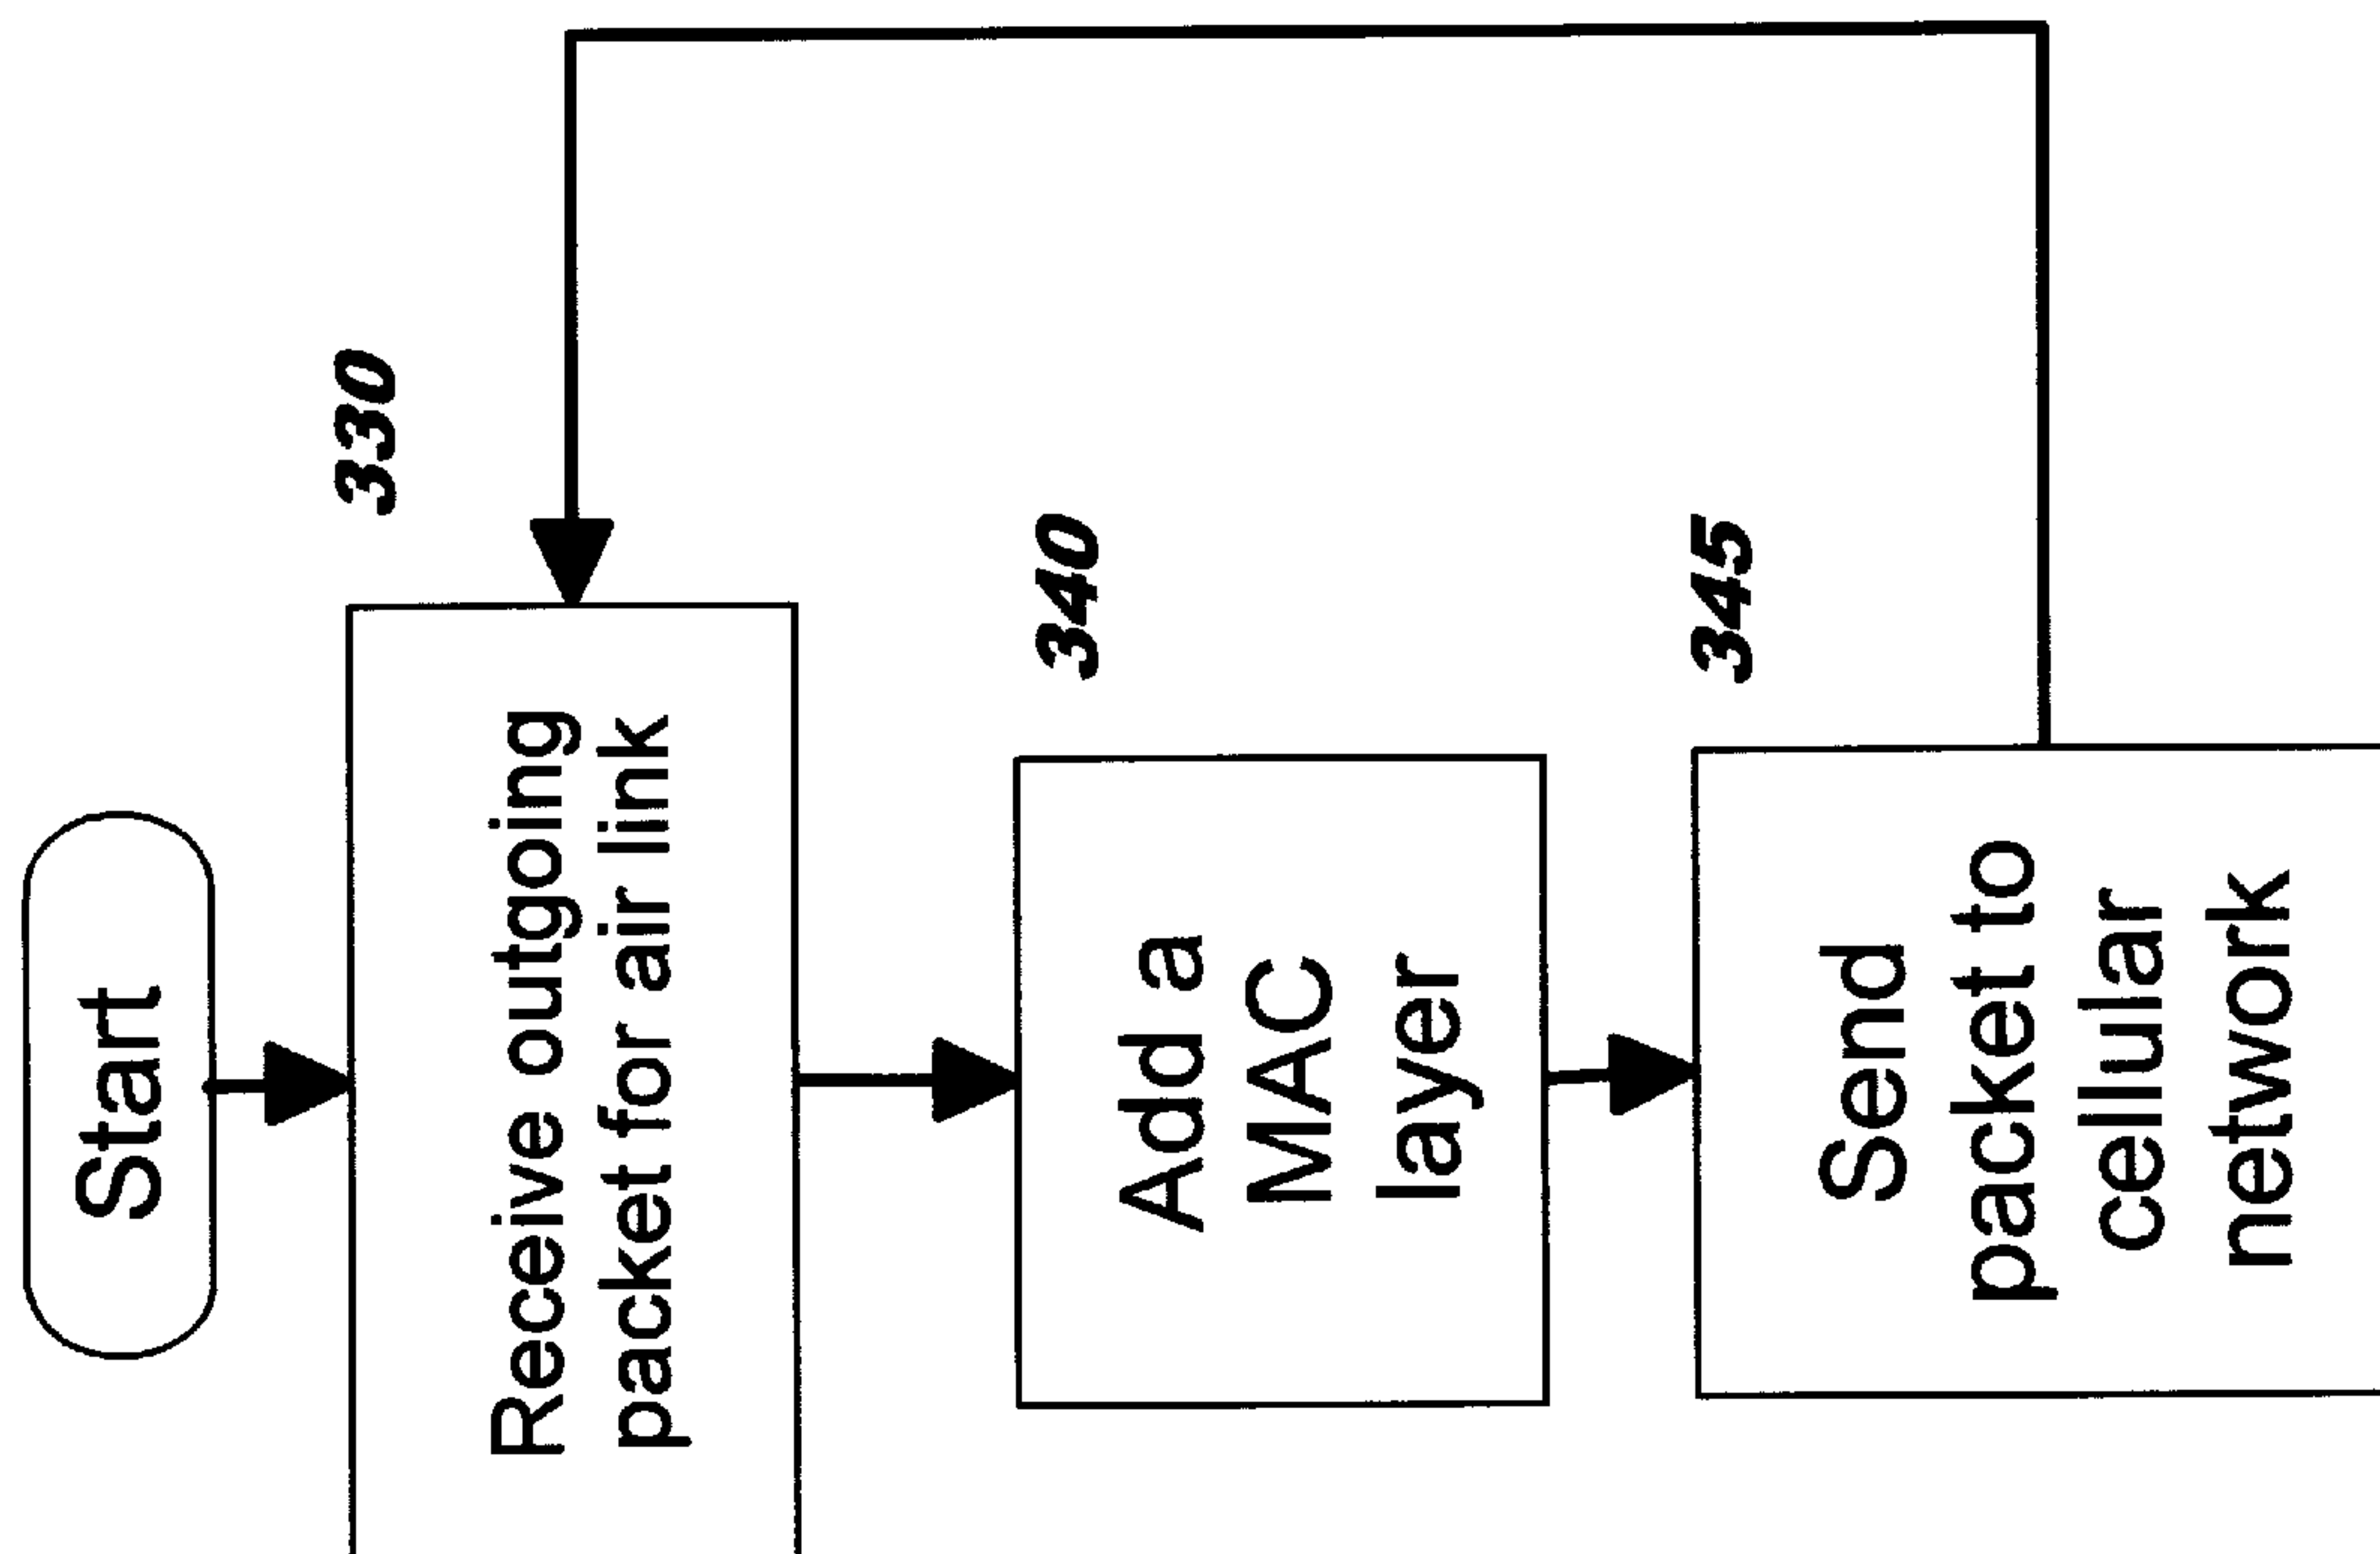 Start
330
Receive outgoing
packet for air link
340
Add a
MAC
layer
345
Send
packet to
cellular
network